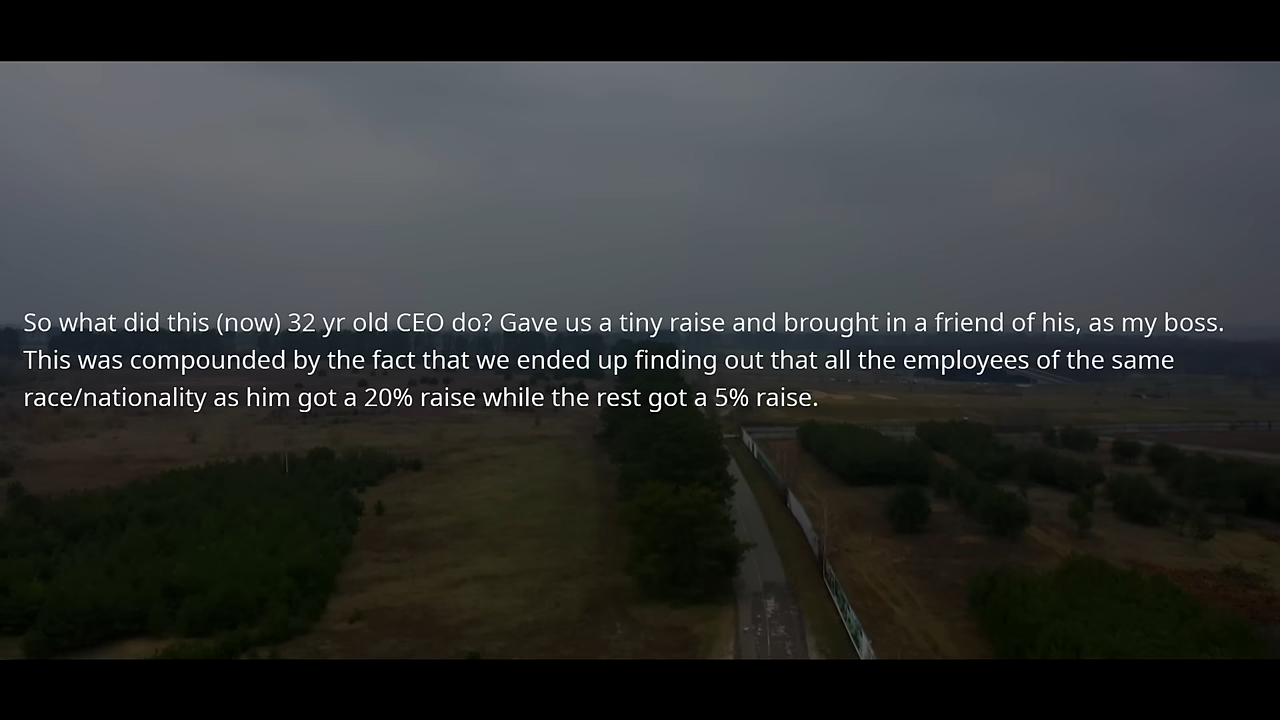 So what did this (now) 32 yr old CEO do? Gave us a tiny raise and brought in a friend of his, as my boss.
This was compounded by the fact that we ended up finding out that all the employees of the same
race/nationality as him got a 20% raise while the rest got a 5% raise.